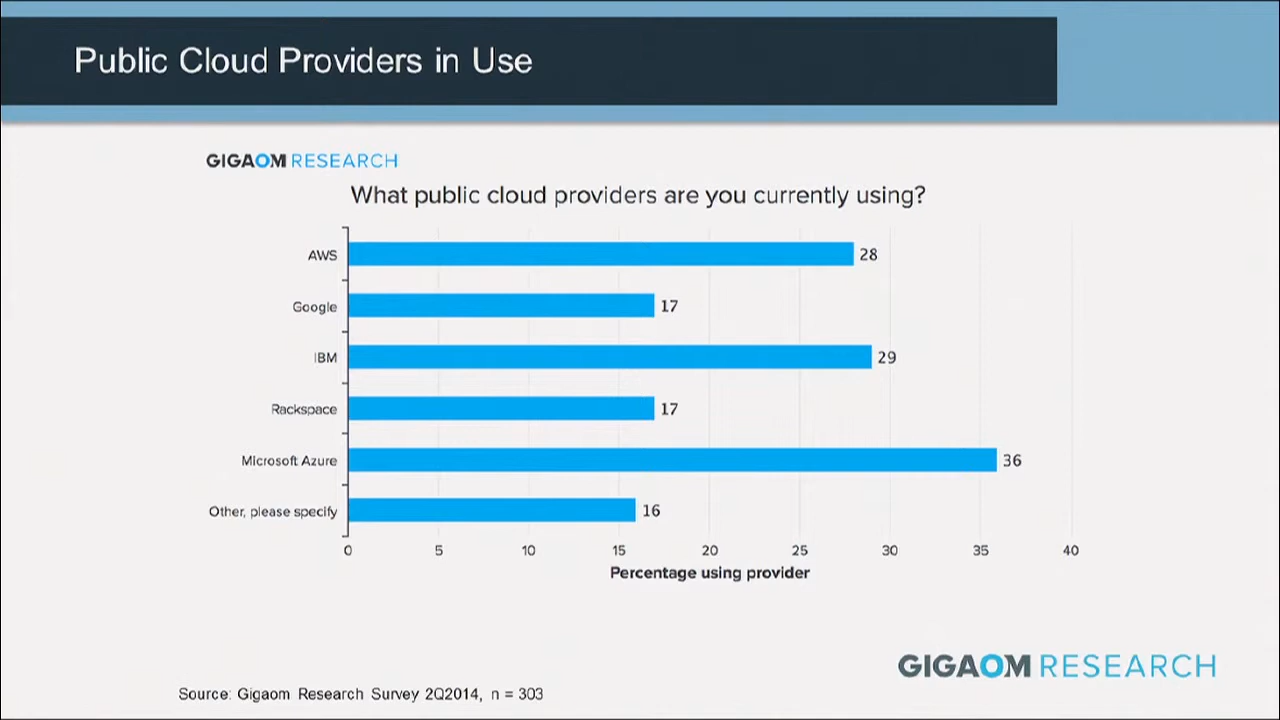 Public Cloud Providers in Use
GIGAOM RESEARCH
What public cloud providers are you currently using?
AWS 28
Google 17
IBM 29
Rackspace 17
Microsoft Azure 36
Other, please specify 16
0 5 10 15 20 25 30 35 40
Percentage using provider
GIGAOM RESEARCH
Source: Gigaom Research Survey 2Q2014, n = 303